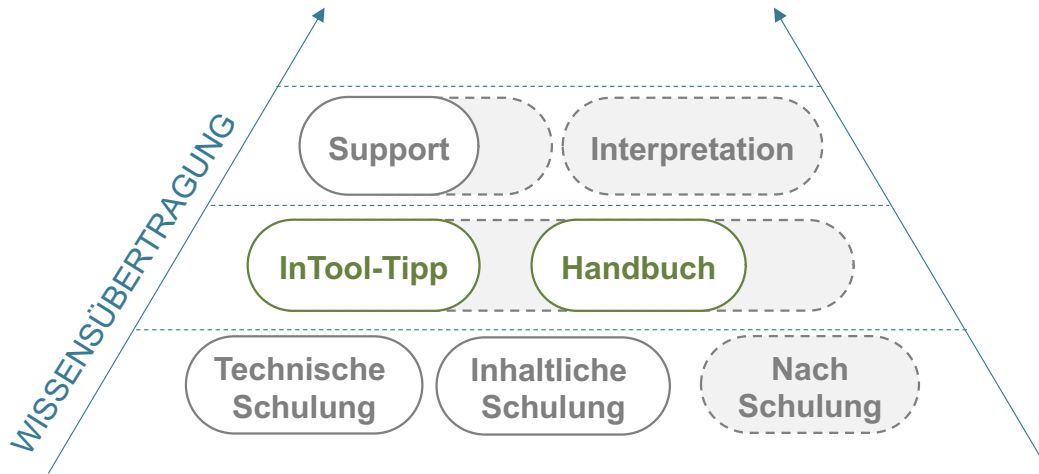 WISSENSÜBERTRAGUNG
Support
Interpretation
InTool-Tipp
Handbuch
Technische
Schulung
Inhaltliche
Schulung
Nach
Schulung